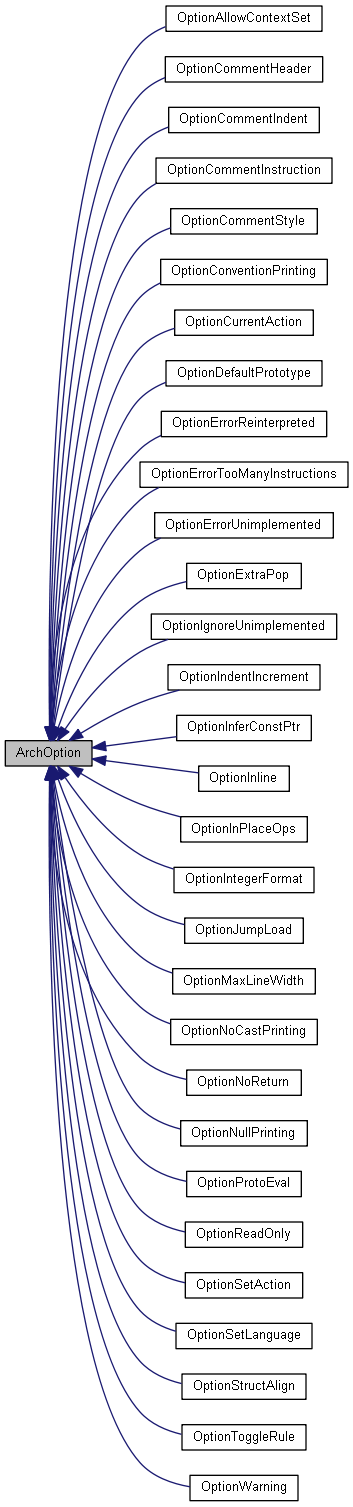 OptionAllowContextSet
OptionCommentHeader
OptionCommentIndent
OptionCommentInstruction
OptionCommentStyle
OptionConventionPrinting
OptionCurrentAction
OptionDefaultPrototype
OptionErrorReinterpreted
OptionErrorTooManyInstructions
OptionErrorUnimplemented
OptionExtraPop
OptionIgnoreUnimplemented
OptionIndentIncrement
OptionInferConstPtr
ArchOption
OptionInline
OptionInPlaceOps
OptionIntegerFormat
OptionJumpLoad
OptionMaxLineWidth
OptionNoCastPrinting
OptionNoReturn
OptionNullPrinting
OptionProtoEval
OptionReadOnly
OptionSetAction
OptionSetLanguage
OptionStructAlign
OptionToggleRule
OptionWarning